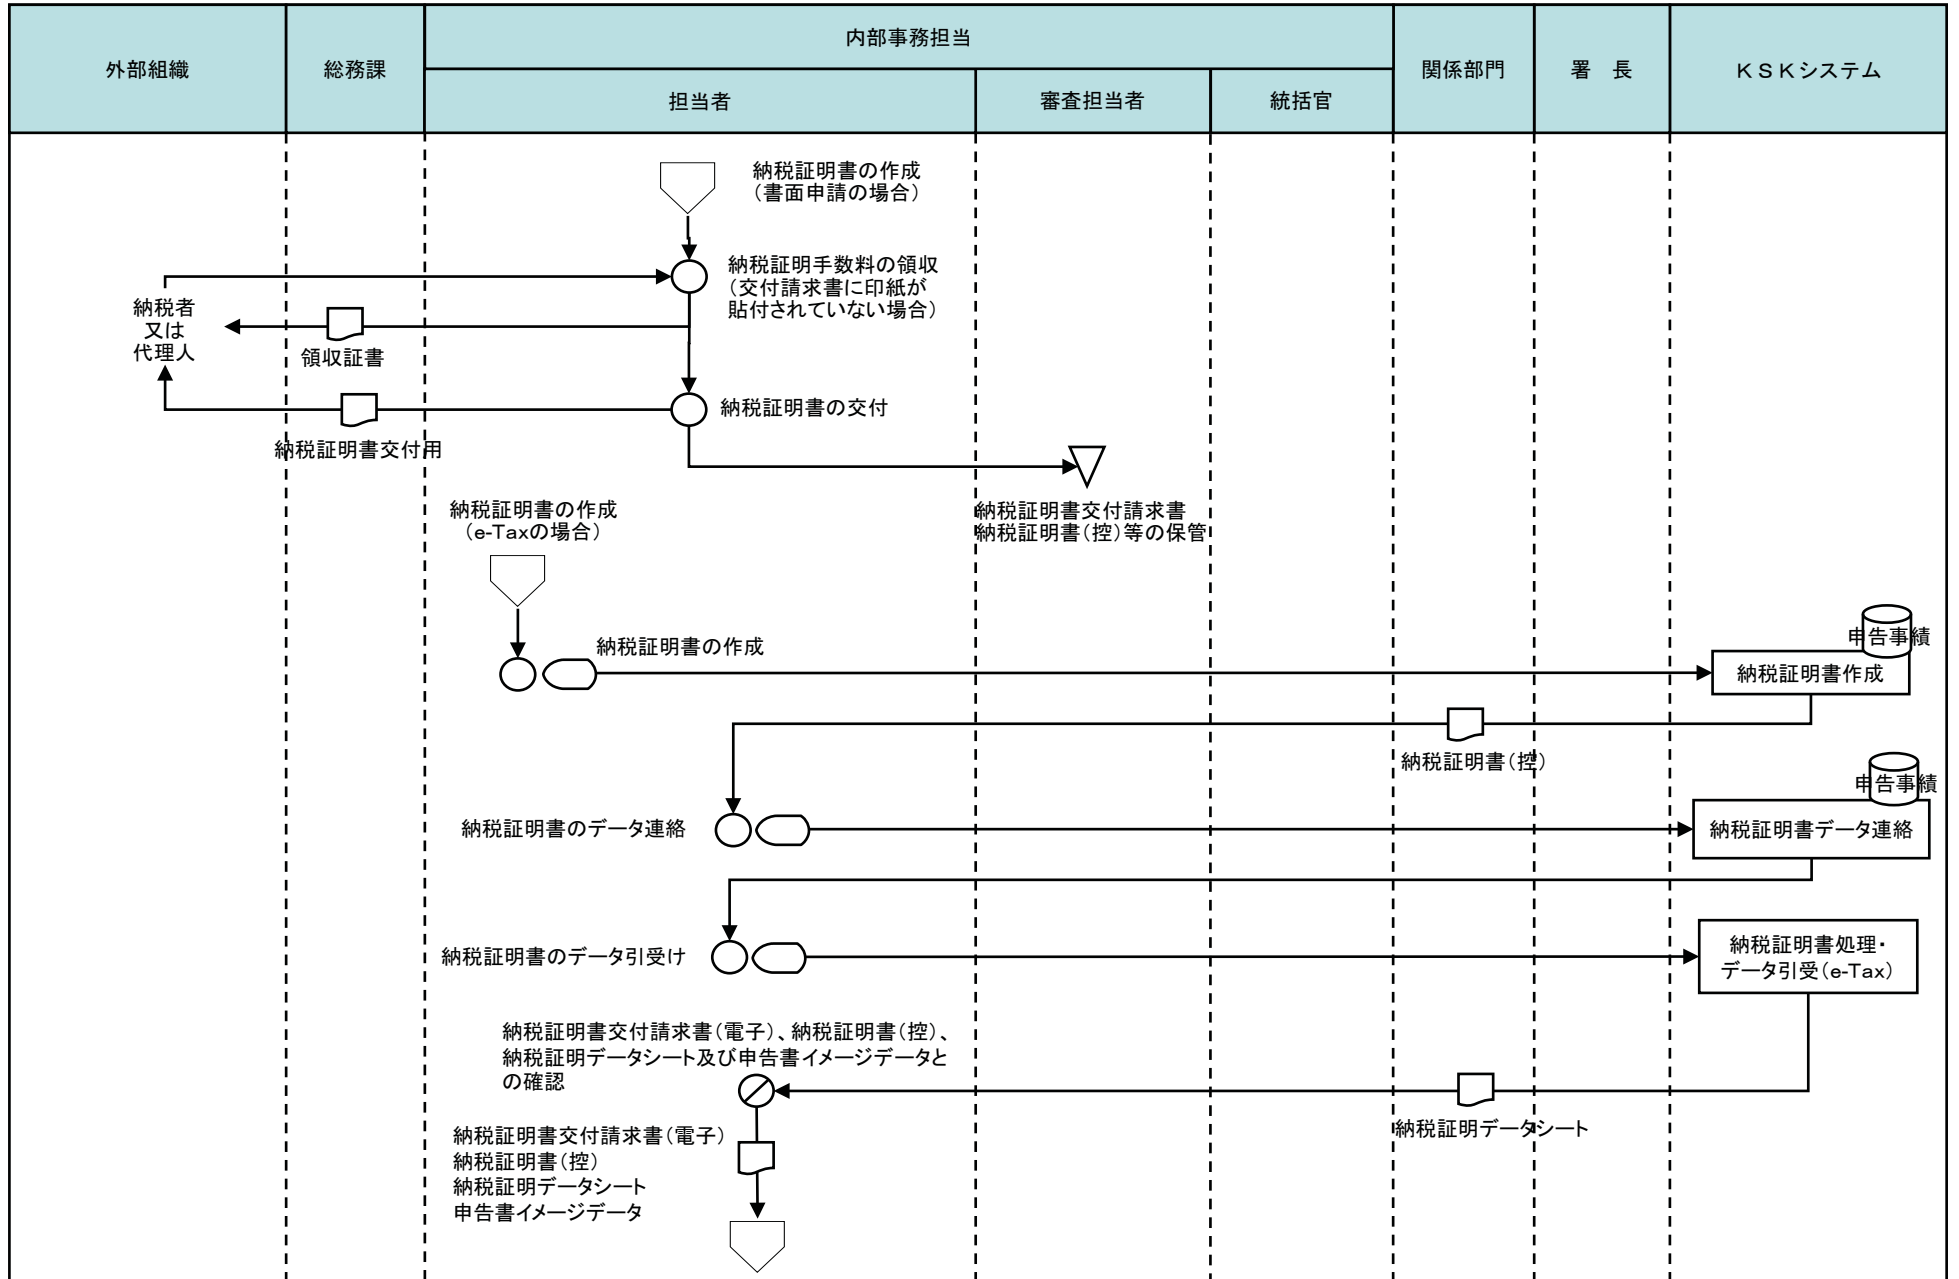 外部組織
総務課
内部事務担当
担当者
審査担当者
統括官
関係部門
署　長
ＫＳＫシステム
納税証明書の作成
（書面申請の場合）
納税証明手数料の領収
（交付請求書に印紙が
貼付されていない場合）
納税者
又は
代理人
領収証書
納税証明書の交付
納税証明書交付用
納税証明書交付請求書
納税証明書（控）等の保管
納税証明書の作成
（e-Taxの場合）
納税証明書の作成
申告事績
納税証明書作成
納税証明書（控）
申告事績
納税証明書のデータ連絡
納税証明書データ連絡
納税証明書のデータ引受け
納税証明書処理・
データ引受（e-Tax）
納税証明書交付請求書（電子）、納税証明書（控）、
納税証明データシート及び申告書イメージデータと
の確認
納税証明データシート
納税証明書交付請求書（電子）
納税証明書（控）
納税証明データシート
申告書イメージデータ